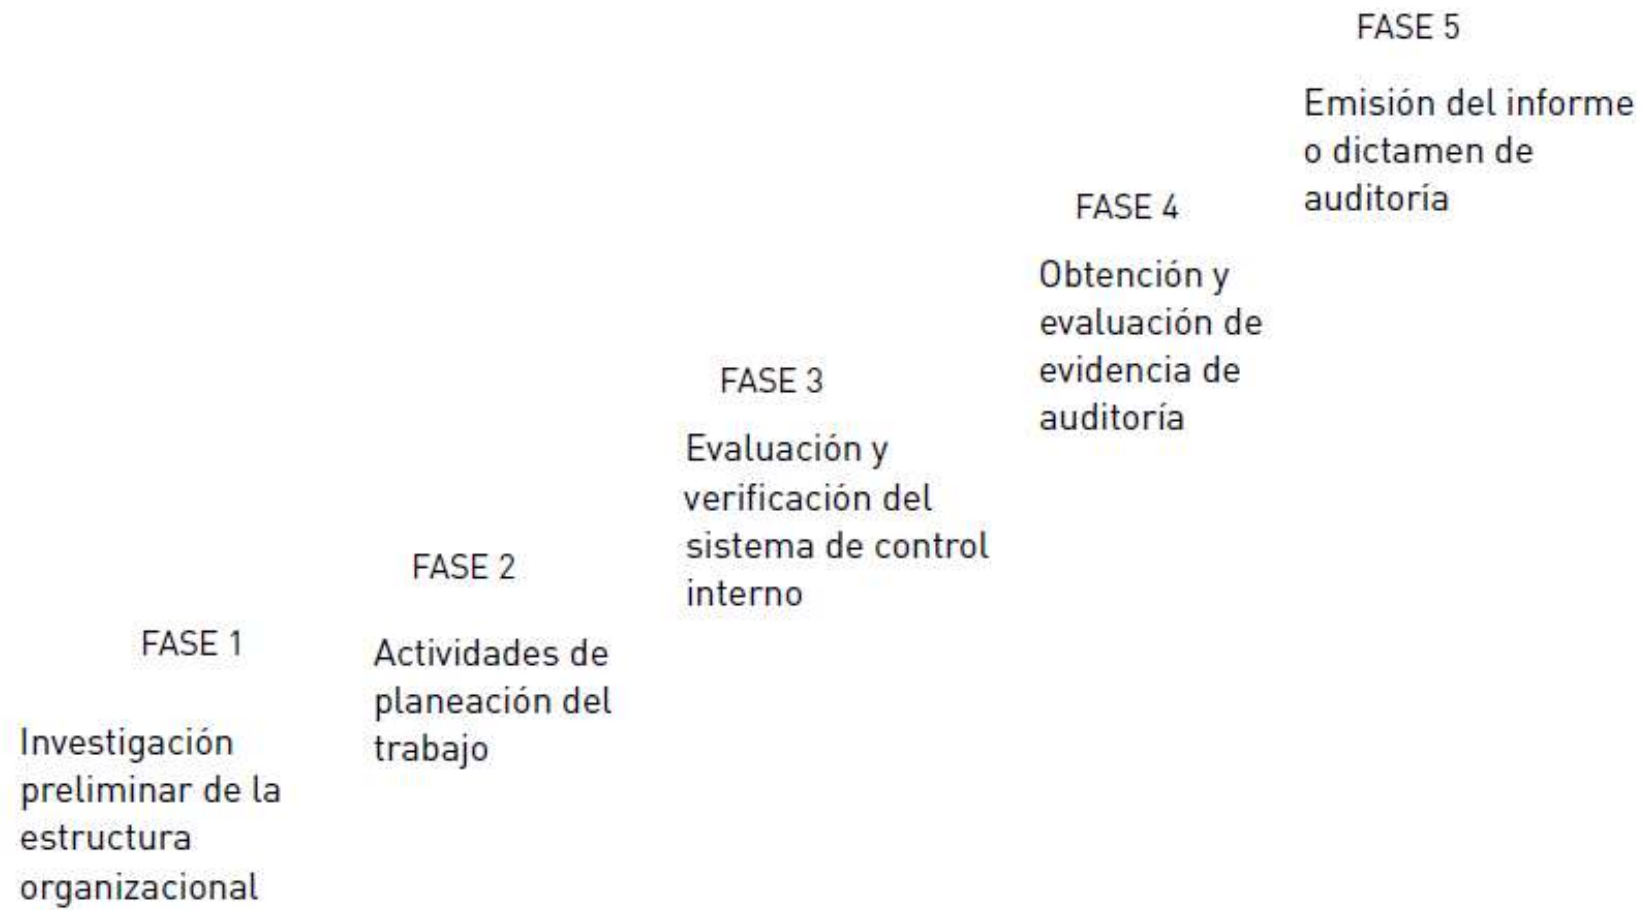 FASE 1
Investigación
preliminar de la
estructura
organizacional
FASE 2
Actividades de
planeación del
trabajo
FASE 3
Evaluación y
verificación del
sistema de control
interno
FASE 4
Obtención y
evaluación de
evidencia de
auditoría
FASE 5
Emisión del informe
o dictamen de
auditoría